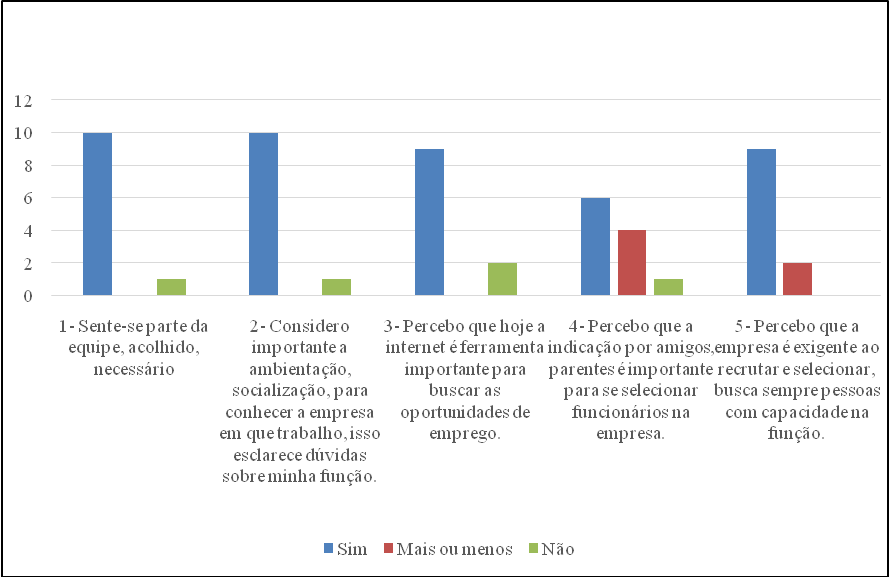 12
10
8
6
4
2
0
1- Sente-se parte da
equipe, acolhido,
necessário
2- Considero
importante a
ambientação,
socialização, para
conhecer a empresa
em que trabalho, isso
esclarece dúvidas
sobre minha função.
3- Percebo que hoje a
internet é ferramenta
importante para
buscar as
oportunidades de
emprego.
4- Percebo que a
indicação por amigos,
parentes é importante
para se selecionar
funcionários na
empresa.
5- Percebo que a
empresa é exigente ao
recrutar e selecionar,
busca sempre pessoas
com capacidade na
função.
Sim Mais ou menos Não